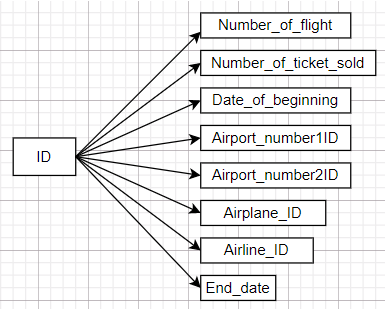 Number_of_flight
Number_of_ticket_sold
Date_of_beginning
ID
Airport_number1ID
Airport_number2ID
Airplane_ID
Airline_ID
End_date